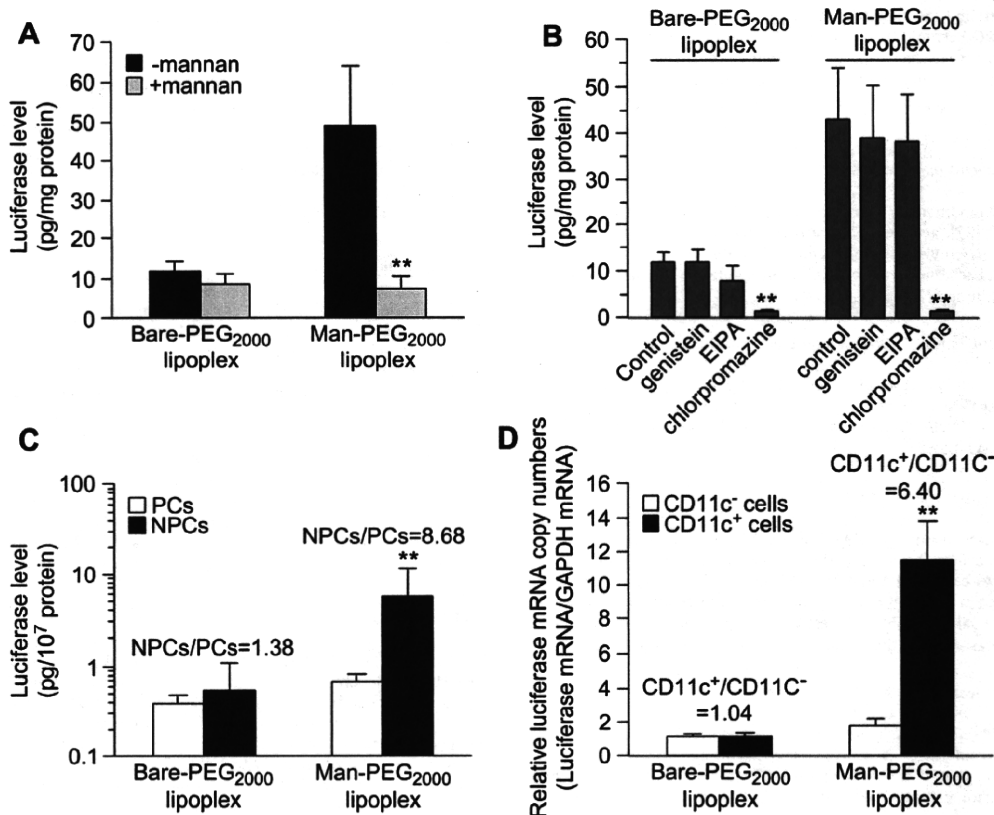 A
Luciferase level
(pg/mg protein)
70
60
50
40
30
20
10
0
-mannan
+mannan
**
Bare-PEG2000
lipoplex
Man-PEG2000
lipoplex
B
Bare-PEG2000
lipoplex
Man-PEG2000
lipoplex
Luciferase level
(pg/mg protein)
60
50
40
30
20
10
0
**
**
Control
genistein
EIPA
chlorpromazine
control
genistein
EIPA
chlorpromazine
C
Luciferase level
(pg/10⁷ protein)
100
10
1
0.1
PCs
NPCs
NPCs/PCs=8.68
**
NPCs/PCs=1.38
Bare-PEG2000
lipoplex
Man-PEG2000
lipoplex
D
Relative luciferase mRNA copy numbers
(Luciferase mRNA/GAPDH mRNA)
16
14
12
10
8
6
4
2
0
CD11c⁻ cells
CD11c⁺ cells
CD11c⁺/CD11C⁻
=6.40
**
CD11c⁺/CD11C⁻
=1.04
Bare-PEG2000
lipoplex
Man-PEG2000
lipoplex